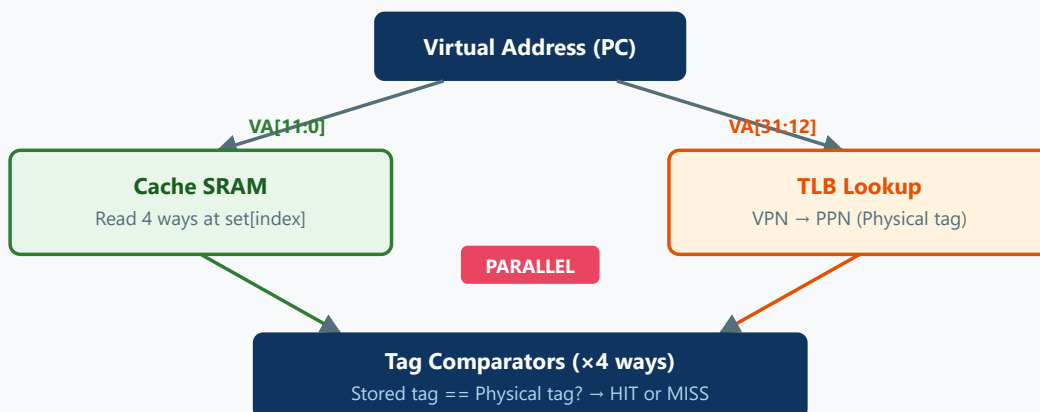 Virtual Address (PC)
VA[11:0]
VA[31:12]
Cache SRAM
Read 4 ways at set[index]
TLB Lookup
VPN → PPN (Physical tag)
PARALLEL
Tag Comparators (×4 ways)
Stored tag == Physical tag? → HIT or MISS